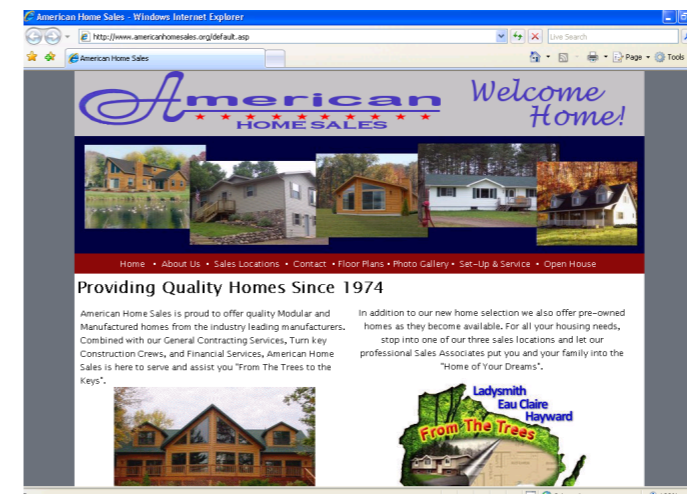 American Home Sales - Windows Internet Explorer
http://www.americanhomesales.org/default.asp
Live Search
American Home Sales
Page
Tools
American
HOME SALES
Welcome
Home!
Home • About Us • Sales Locations • Contact • Floor Plans • Photo Gallery • Set-Up & Service • Open House
Providing Quality Homes Since 1974
American Home Sales is proud to offer quality Modular and
Manufactured homes from the industry leading manufacturers.
Combined with our General Contracting Services, Turn key
Construction Crews, and Financial Services, American Home
Sales is here to serve and assist you "From The Trees to the
Keys".
In addition to our new home selection we also offer pre-owned
homes as they become available. For all your housing needs,
stop into one of our three sales locations and let our
professional Sales Associates put you and your family into the
"Home of Your Dreams".
Ladysmith
Eau Claire
Hayward
From The Trees